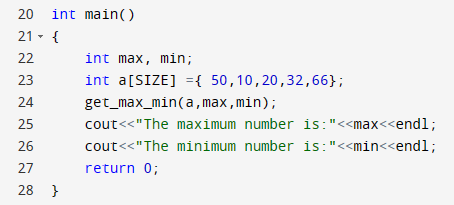 20 int main()
21 {
22     int max, min;
23     int a[SIZE] ={ 50,10,20,32,66};
24     get_max_min(a,max,min);
25     cout<<"The maximum number is:"<<max<<endl;
26     cout<<"The minimum number is:"<<min<<endl;
27     return 0;
28 }